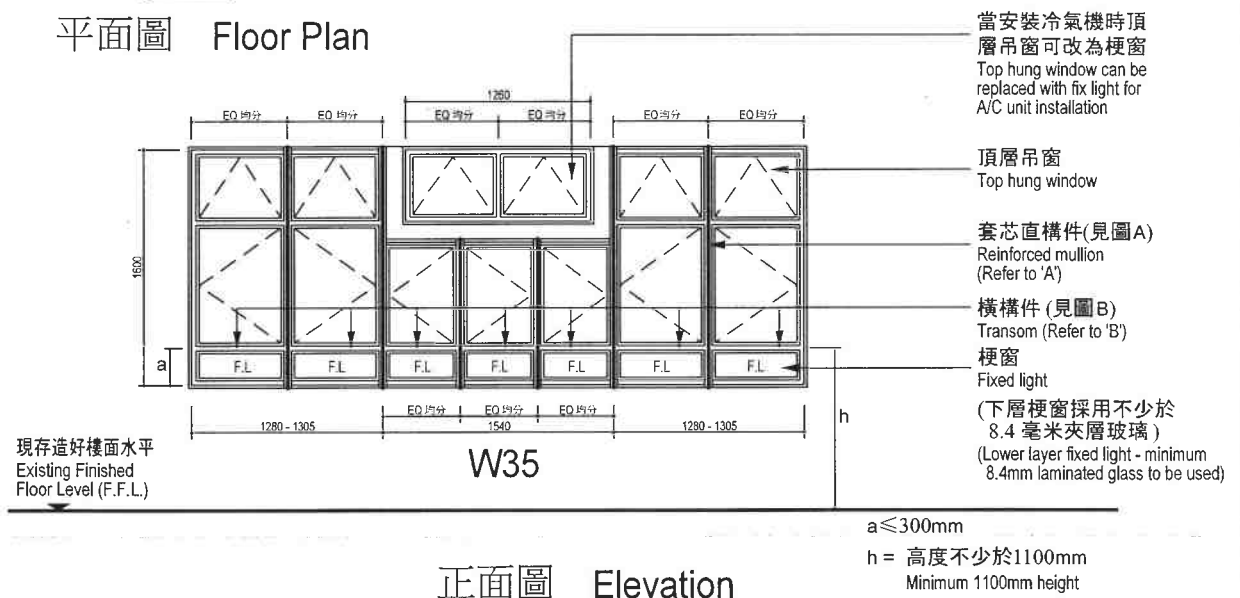 平面圖 Floor Plan
當安裝冷氣機時頂
層吊窗可改為梗窗
Top hung window can be
replaced with fix light for
A/C unit installation
1260
EQ 均分 EQ 均分 EQ 均分 EQ 均分 EQ 均分 EQ 均分
頂層吊窗
Top hung window
套芯直構件(見圖A)
Reinforced mullion
(Refer to 'A')
1600
橫構件 (見圖B)
Transom (Refer to 'B')
a
F.L F.L F.L F.L F.L F.L F.L
梗窗
Fixed light
h
(下層梗窗採用不少於
8.4 毫米夾層玻璃)
(Lower layer fixed light - minimum
8.4mm laminated glass to be used)
EQ 均分 EQ 均分 EQ 均分
1280 - 1305 1540 1280 - 1305
W35
現存造好樓面水平
Existing Finished
Floor Level (F.F.L.)
a≤300mm
h = 高度不少於1100mm
Minimum 1100mm height
正面圖 Elevation